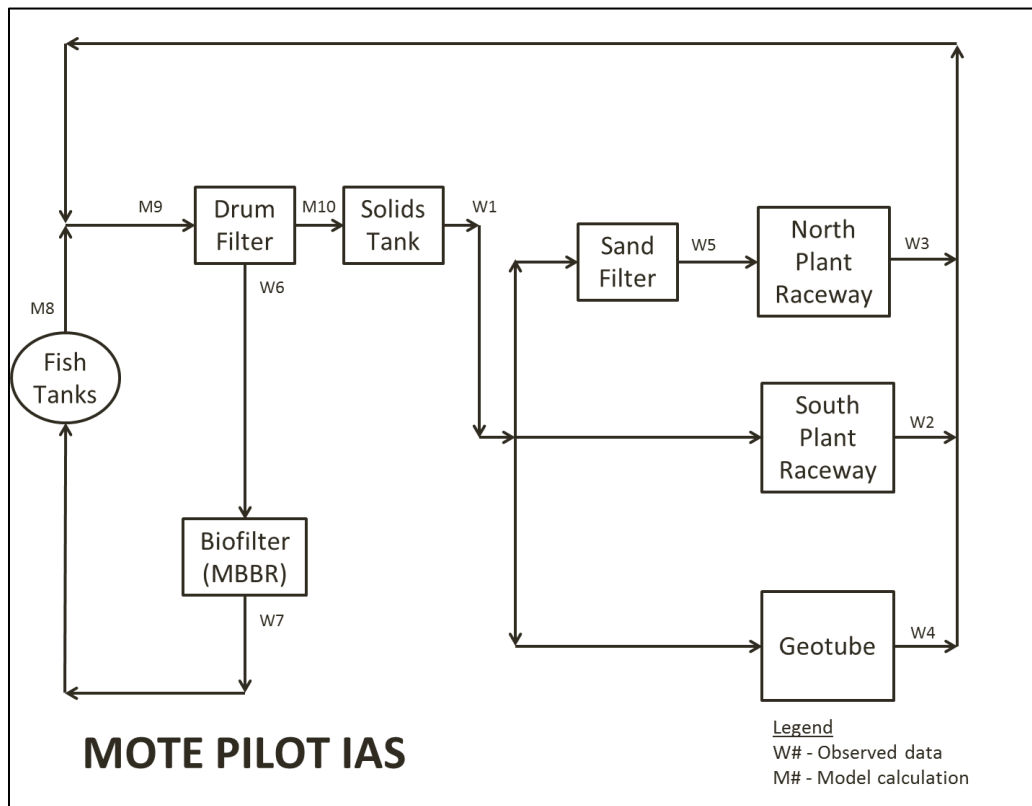 M9
Drum
Filter
M10
Solids
Tank
W1
Sand
Filter
W5
North
Plant
Raceway
W3
M8
W6
Fish
Tanks
South
Plant
Raceway
W2
Biofilter
(MBBR)
W7
Geotube
W4
MOTE PILOT IAS
Legend
W# - Observed data
M# - Model calculation